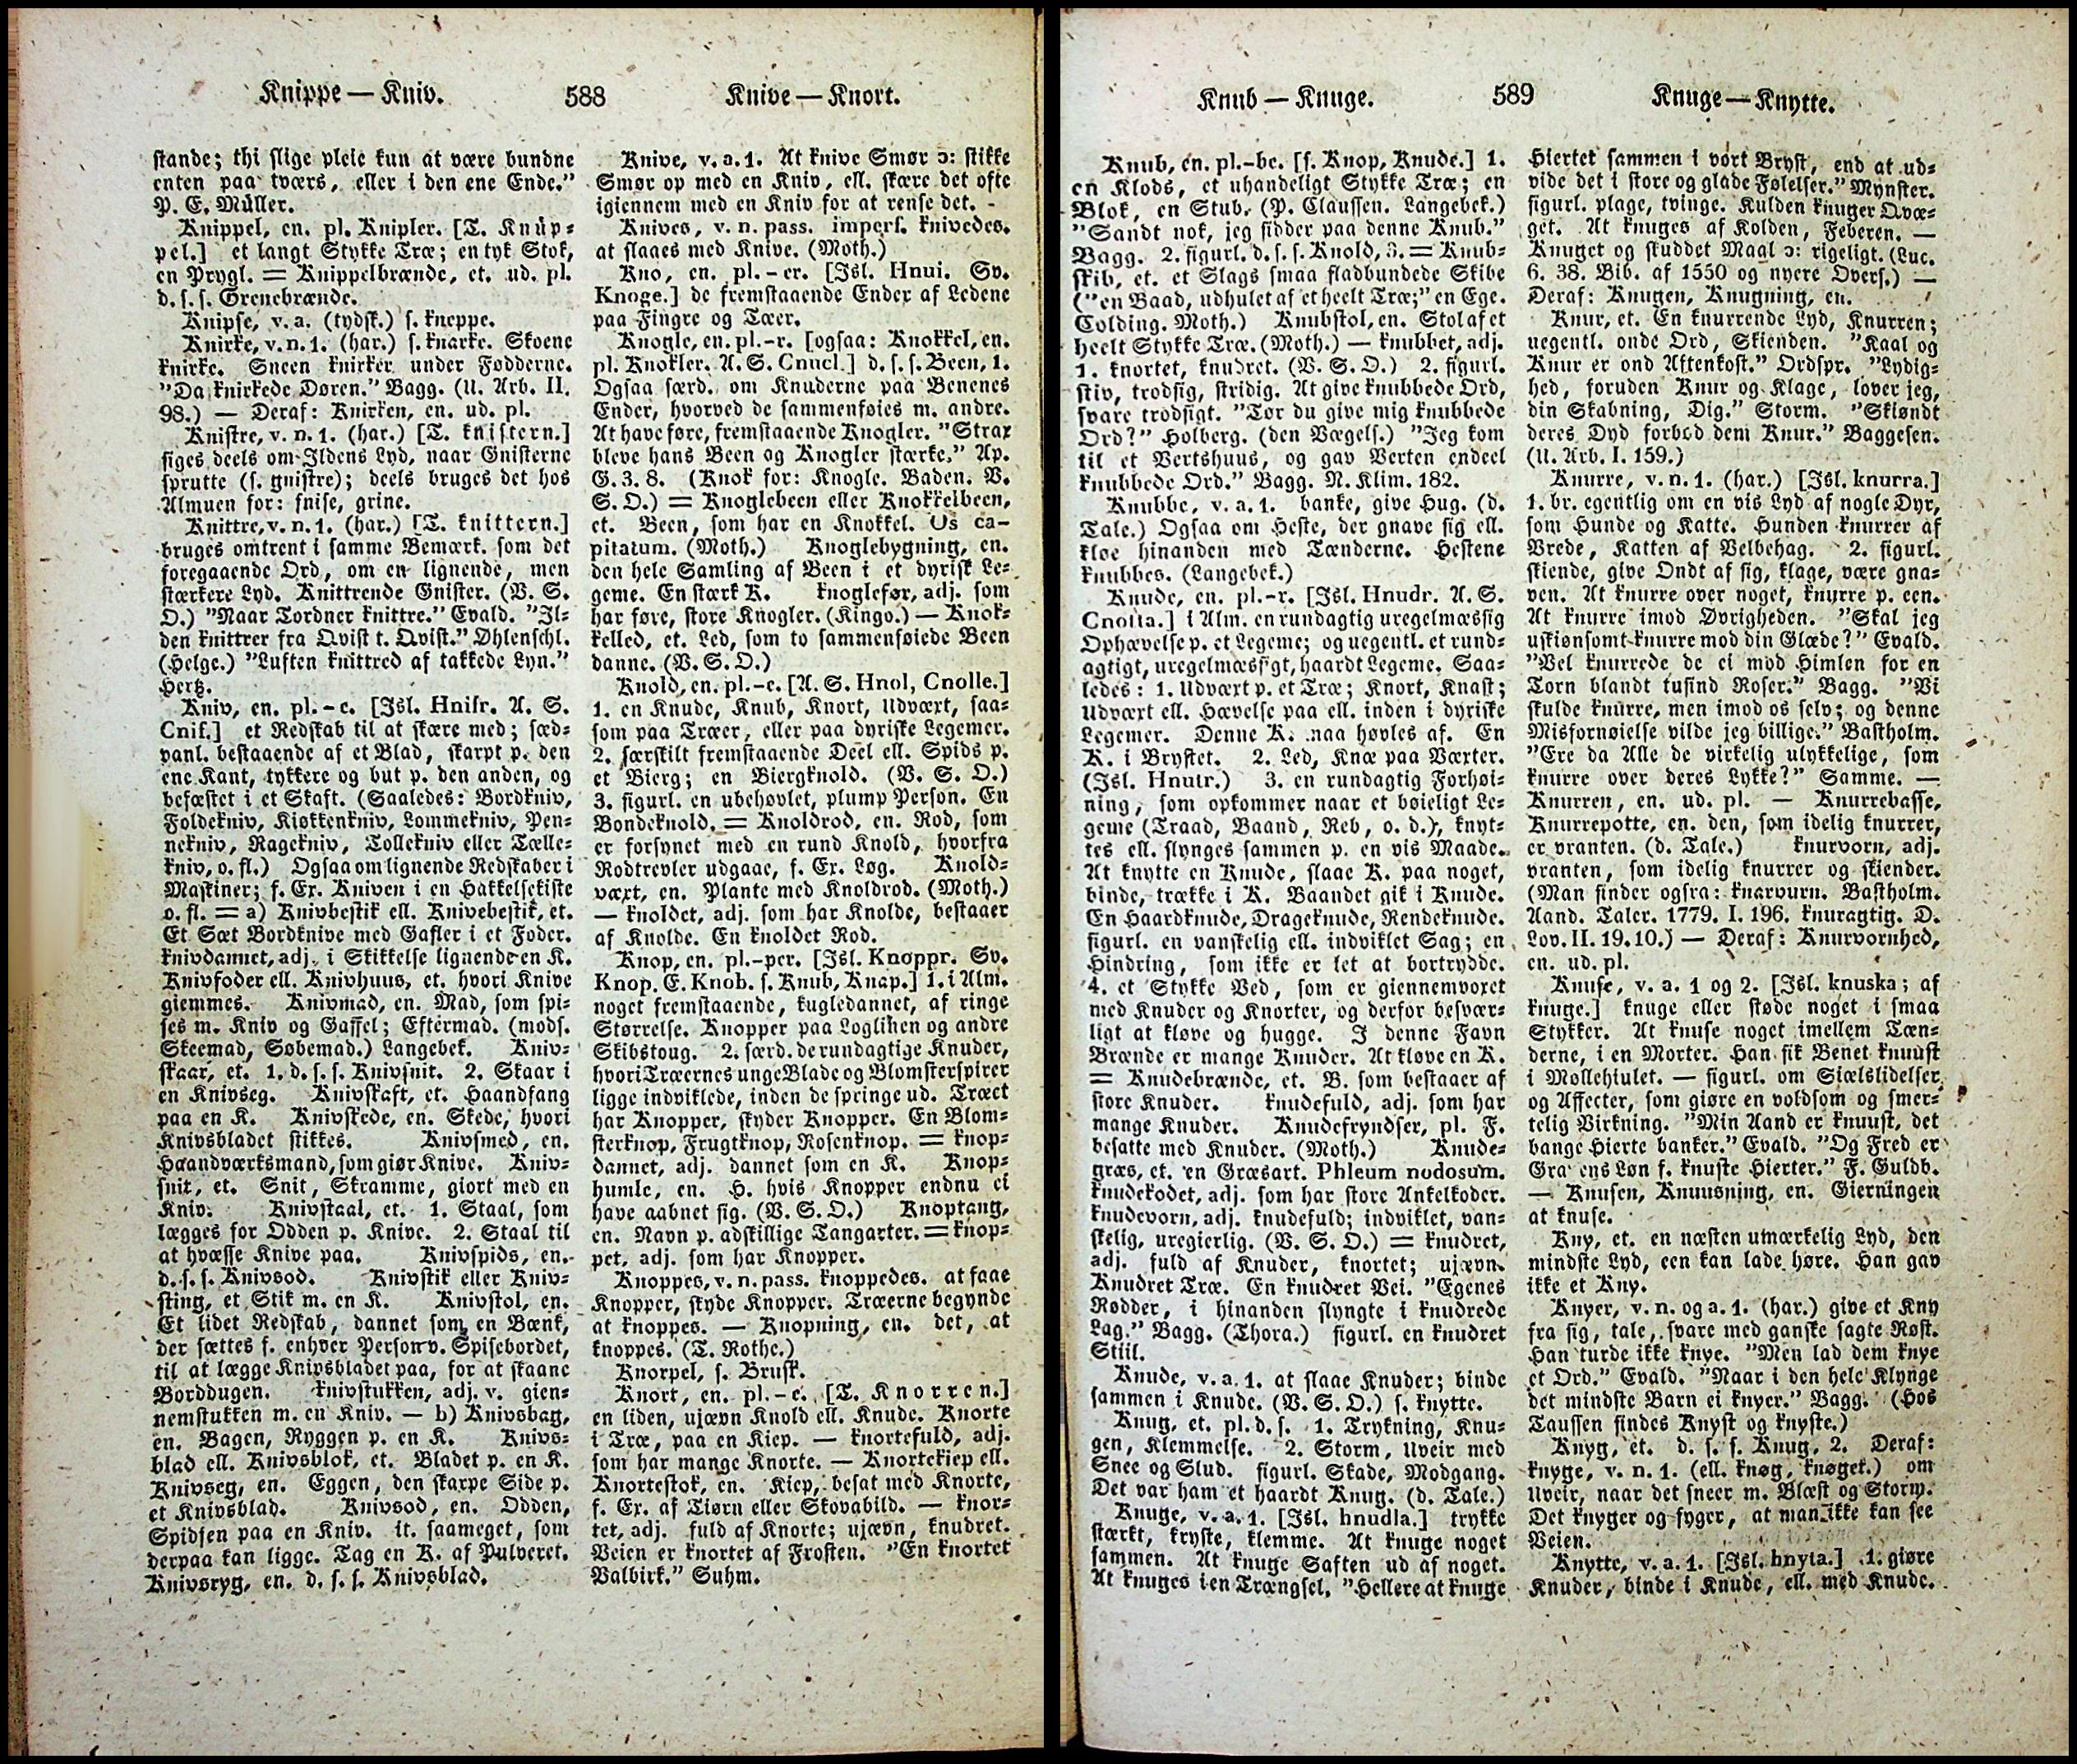 Knippe — Kniv.
588
Knive — Knort.
stande; thi slige pleie kun at være bundne
enten paa tværs, eller i den ene Ende."
P. E. Müller.
Knippel, en. pl. Knipler. [T. Knüp-
pel.] et langt Stykke Træ; en tyk Stok,
en Prygl. = Knippelbrænde, et. ud. pl.
d. s. s. Grenebrænde.
Knipse, v. a. (tydsk.) s. kneppe.
Knirke, v. n. 1. (har.) s. knarke. Skoene
knirke. Sneen knirker under Fødderne.
"Da knirkede Døren." Bagg. (U. Arb. II.
98.) — Deraf: Knirken, en. ud. pl.
Knistre, v. n. 1. (har.) [T. knistern.]
siges deels om Ildens Lyd, naar Gnisterne
sprutte (s. gnistre); deels bruges det hos
Almuen for: fnise, grine.
Knittre, v. n. 1. (har.) [T. knittern.]
bruges omtrent i samme Bemærk. som det
foregaaende Ord, om en lignende, men
stærkere Lyd. Knittrende Gnister. (V. S.
O.) "Naar Tordner knittre." Evald. "Il-
den knittrer fra Qvist t. Qvist." Øhlenschl.
(Helge.) "Luften knittred af takkede Lyn."
Hertz.
Kniv, en. pl. -e. [Isl. Hnifr. A. S.
Cnif.] et Redskab til at skære med; sæd-
vanl. bestaaende af et Blad, skarpt p. den
ene Kant, tykkere og but p. den anden, og
befæstet i et Skaft. (Saaledes: Bordkniv,
Foldekniv, Kiøkkenkniv, Lommekniv, Pen-
nekniv, Ragekniv, Tollekniv eller Tælle-
kniv, o. fl.) Ogsaa om lignende Redskaber i
Maskiner; f. Ex. Kniven i en Hakkelsekiste
o. fl. = a) Knivbestik ell. Knivebestik, et.
Et Sæt Bordknive med Gafler i et Foder.
knivdannet, adj. i Skikkelse lignende en K.
Knivfoder ell. Knivhuus, et. hvori Knive
giemmes. Knivmad, en. Mad, som spi-
ses m. Kniv og Gaffel; Eftermad. (mods.
Skeemad, Søbemad.) Langebek. Kniv-
skaar, et. 1. d. s. s. Knivsnit. 2. Skaar i
en Knivseg. Knivskaft, et. Haandfang
paa en K. Knivskede, en. Skede, hvori
Knivsbladet stikkes. Knivsmed, en.
Haandværksmand, som giør Knive. Kniv-
snit, et. Snit, Skramme, giort med en
Kniv. Knivstaal, et. 1. Staal, som
lægges for Odden p. Knive. 2. Staal til
at hvæsse Knive paa. Knivspids, en.
d. s. s. Knivsod. Knivstik eller Kniv-
sting, et Stik m. en K. Knivstol, en.
Et lidet Redskab, dannet som en Bænk,
der sættes f. enhver Person v. Spisebordet,
til at lægge Knivsbladet paa, for at skaane
Borddugen. knivstukken, adj. v. gien-
nemstukken m. en Kniv. — b) Knivsbag,
en. Bagen, Ryggen p. en K. Knivs-
blad ell. Knivsblok, et. Bladet p. en K.
Knivseg, en. Eggen, den skarpe Side p.
et Knivsblad. Knivsod, en. Odden,
Spidsen paa en Kniv. it. saameget, som
derpaa kan ligge. Tag en K. af Pulveret.
Knivsryg, en. d. s. s. Knivsblad.
Knive, v. a. 1. At knive Smør ɔ: stikke
Smør op med en Kniv, ell. skære det ofte
igiennem med en Kniv for at rense det.
Knives, v. n. pass. impers. knivedes.
at slaaes med Knive. (Moth.)
Kno, en. pl. -er. [Isl. Hnui. Sv.
Knoge.] de fremstaaende Ender af Ledene
paa Fingre og Tæer.
Knogle, en. pl. -r. [ogsaa: Knokkel, en.
pl. Knokler. A. S. Cnucl.] d. s. s. Been, 1.
Ogsaa særd. om Knuderne paa Benenes
Ender, hvorved de sammenføies m. andre.
At have føre, fremstaaende Knogler. "Strax
bleve hans Been og Knogler stærke." Ap.
G. 3. 8. (Knok for: Knogle. Baden. V.
S. O.) = Knoglebeen eller Knokkelbeen,
et. Been, som har en Knokkel. Os ca-
pitatum. (Moth.) Knoglebygning, en.
den hele Samling af Been i et dyrisk Le-
geme. En stærk K. knoglefør, adj. som
har føre, store Knogler. (Kingo.) — Knok-
kelled, et. Led, som to sammenføiede Been
danne. (V. S. O.)
Knold, en. pl. -e. [A. S. Hnol, Cnolle.]
1. en Knude, Knub, Knort, Udvæxt, saa-
som paa Træer, eller paa dyriske Legemer.
2. særskilt fremstaaende Deel ell. Spids p.
et Bierg; en Biergknold. (V. S. O.)
3. figurl. en ubehøvlet, plump Person. En
Bondeknold. = Knoldrod, en. Rod, som
er forsynet med en rund Knold, hvorfra
Rodtrevler udgaae, f. Ex. Løg. Knold-
væxt, en. Plante med Knoldrod. (Moth.)
— knoldet, adj. som har Knolde, bestaaer
af Knolde. En knoldet Rod.
Knop, en. pl. -per. [Isl. Knoppr. Sv.
Knop. E. Knob. s. Knub, Knap.] 1. i Alm.
noget fremstaaende, kugledannet, af ringe
Størrelse. Knopper paa Loglinen og andre
Skibstoug. 2. særd. de rundagtige Knuder,
hvori Træernes unge Blade og Blomsterspirer
ligge indviklede, inden de springe ud. Træet
har Knopper, skyder Knopper. En Blom-
sterknop, Frugtknop, Rosenknop. = knop-
dannet, adj. dannet som en K. Knop-
humle, en. H. hvis Knopper endnu ei
have aabnet sig. (V. S. O.) Knoptang,
en. Navn p. adskillige Tangarter. = knop-
pet, adj. som har Knopper.
Knoppes, v. n. pass. knoppedes. at faae
Knopper, skyde Knopper. Træerne begynde
at knoppes. — Knopning, en. det, at
knoppes. (T. Rothe.)
Knorpel, s. Brusk.
Knort, en. pl. -e. [T. Knorren.]
en liden, ujævn Knold ell. Knude. Knorte
i Træ, paa en Kiep. — knortefuld, adj.
som har mange Knorte. — Knortekiep ell.
Knortestok, en. Kiep, besat med Knorte,
f. Ex. af Tiørn eller Skovabild. — knor-
tet, adj. fuld af Knorte; ujævn, knudret.
Veien er knortet af Frosten. "En knortet
Valbirk." Suhm.
Knub — Knuge.
589
Knuge — Knytte.
Knub, en. pl. -be. [s. Knop, Knude.] 1.
en Klods, et uhandeligt Stykke Træ; en
Blok, en Stub. (P. Claussen. Langebek.)
"Sandt nok, jeg sidder paa denne Knub."
Bagg. 2. figurl. d. s. s. Knold, 3. = Knub-
skib, et. et Slags smaa fladbundede Skibe
("en Baad, udhulet af et heelt Træ;" en Ege.
Colding. Moth.) Knubstol, en. Stol af et
heelt Stykke Træ. (Moth.) — knubbet, adj.
1. knortet, knudret. (V. S. O.) 2. figurl.
stiv, trodsig, stridig. At give knubbede Ord,
svare trodsigt. "Tør du give mig knubbede
Ord?" Holberg. (den Vægels.) "Jeg kom
til et Vertshuus, og gav Verten endeel
knubbede Ord." Bagg. N. Klim. 182.
Knubbe, v. a. 1. banke, give Hug. (d.
Tale.) Ogsaa om Heste, der gnave sig ell.
kløe hinanden med Tænderne. Hestene
knubbes. (Langebek.)
Knude, en. pl. -r. [Isl. Hnudr. A. S.
Cnotta.] i Alm. en rundagtig uregelmæssig
Ophævelse p. et Legeme; og uegentl. et rund-
agtigt, uregelmæssigt, haardt Legeme. Saa-
ledes: 1. Udvæxt p. et Træ; Knort, Knast;
Udvæxt ell. Hævelse paa ell. inden i dyriske
Legemer. Denne K. maa høvles af. En
K. i Brystet. 2. Led, Knæ paa Væxter.
(Isl. Hnutr.) 3. en rundagtig Forhøi-
ning, som opkommer naar et bøieligt Le-
geme (Traad, Baand, Reb, o. d.), knyt-
tes ell. slynges sammen p. en vis Maade.
At knytte en Knude, slaae K. paa noget,
binde, trække i K. Baandet gik i Knude.
En Haardknude, Drageknude, Rendeknude.
figurl. en vanskelig ell. indviklet Sag; en
Hindring, som ikke er let at bortrydde.
4. et Stykke Ved, som er giennemvoxet
med Knuder og Knorter, og derfor besvær-
ligt at kløve og hugge. I denne Favn
Brænde er mange Knuder. At kløve en K.
= Knudebrænde, et. B. som bestaaer af
store Knuder. knudefuld, adj. som har
mange Knuder. Knudefryndser, pl. F.
besatte med Knuder. (Moth.) Knude-
græs, et. en Græsart. Phleum nodosum.
knudekodet, adj. som har store Ankelkoder.
knudevorn, adj. knudefuld; indviklet, van-
skelig, uregierlig. (V. S. O.) = knudret,
adj. fuld af Knuder, knortet; ujævn.
Knudret Træ. En knudret Vei. "Egenes
Rødder, i hinanden slyngte i knudrede
Lag." Bagg. (Thora.) figurl. en knudret
Stiil.
Knude, v. a. 1. at slaae Knuder; binde
sammen i Knude. (V. S. O.) s. knytte.
Knug, et. pl. d. s. 1. Trykning, Knu-
gen, Klemmelse. 2. Storm, Uveir med
Snee og Slud. figurl. Skade, Modgang.
Det var ham et haardt Knug. (d. Tale.)
Knuge, v. a. 1. [Isl. hnudla.] trykke
stærkt, kryste, klemme. At knuge noget
sammen. At knuge Saften ud af noget.
At knuges i en Trængsel. "Hellere at knuge
Hiertet sammen i vort Bryst, end at ud-
vide det i store og glade Følelser." Mynster.
figurl. plage, tvinge. Kulden knuger Qvæ-
get. At knuges af Kolden, Feberen. —
Knuget og skuddet Maal ɔ: rigeligt. (Luc.
6. 38. Bib. af 1550 og nyere Overs.) —
Deraf: Knugen, Knugning, en.
Knur, et. En knurrende Lyd, Knurren;
uegentl. onde Ord, Skienden. "Kaal og
Knur er ond Aftenkost." Ordspr. "Lydig-
hed, foruden Knur og Klage, lover jeg,
din Skabning, Dig." Storm. "Skiøndt
deres Dyd forbød dem Knur." Baggesen.
(U. Arb. I. 159.)
Knurre, v. n. 1. (har.) [Isl. knurra.]
1. br. egentlig om en vis Lyd af nogle Dyr,
som Hunde og Katte. Hunden knurrer af
Vrede, Katten af Velbehag. 2. figurl.
skiende, give Ondt af sig, klage, være gna-
ven. At knurre over noget, knurre p. een.
At knurre imod Øvrigheden. "Skal jeg
uskiønsomt knurre mod din Glæde?" Evald.
"Vel knurrede de ei mod Himlen for en
Torn blandt tusind Roser." Bagg. "Vi
skulde knurre, men imod os selv; og denne
Misfornøielse vilde jeg billige." Bastholm.
"Ere da Alle de virkelig ulykkelige, som
knurre over deres Lykke?" Samme. —
Knurren, en. ud. pl. — Knurrebasse,
Knurrepotte, en. den, som idelig knurrer,
er vranten. (d. Tale.) knurvorn, adj.
vranten, som idelig knurrer og skiender.
(Man finder ogsaa: knarvurn. Bastholm.
Aand. Taler. 1779. I. 196. knuragtig. D.
Lov. II. 19. 10.) — Deraf: Knurvornhed,
en. ud. pl.
Knuse, v. a. 1 og 2. [Isl. knuska; af
knuge.] knuge eller støde noget i smaa
Stykker. At knuse noget imellem Tæn-
derne, i en Morter. Han fik Benet knuust
i Møllehiulet. — figurl. om Siælslidelser
og Affecter, som giøre en voldsom og smer-
telig Virkning. "Min Aand er knuust, det
bange Hierte banker." Evald. "Og Fred er
Gravens Løn f. knuste Hierter." F. Guldb.
— Knusen, Knuusning, en. Gierningen
at knuse.
Kny, et. en næsten umærkelig Lyd, den
mindste Lyd, een kan lade høre. Han gav
ikke et Kny.
Knyer, v. n. og a. 1. (har.) give et Kny
fra sig, tale, svare med ganske sagte Røst.
Han turde ikke knye. "Men lad dem knye
et Ord." Evald. "Naar i den hele Klynge
det mindste Barn ei knyer." Bagg. (Hos
Taussen findes Knyst og knyste.)
Knyg, et. d. s. s. Knug, 2. Deraf:
knyge, v. n. 1. (ell. knøg, knøget.) om
Uveir, naar det sneer m. Blæst og Storm.
Det knyger og fyger, at man ikke kan see
Veien.
Knytte, v. a. 1. [Isl. hnyta.] 1. giøre
Knuder, binde i Knude, ell. med Knude.